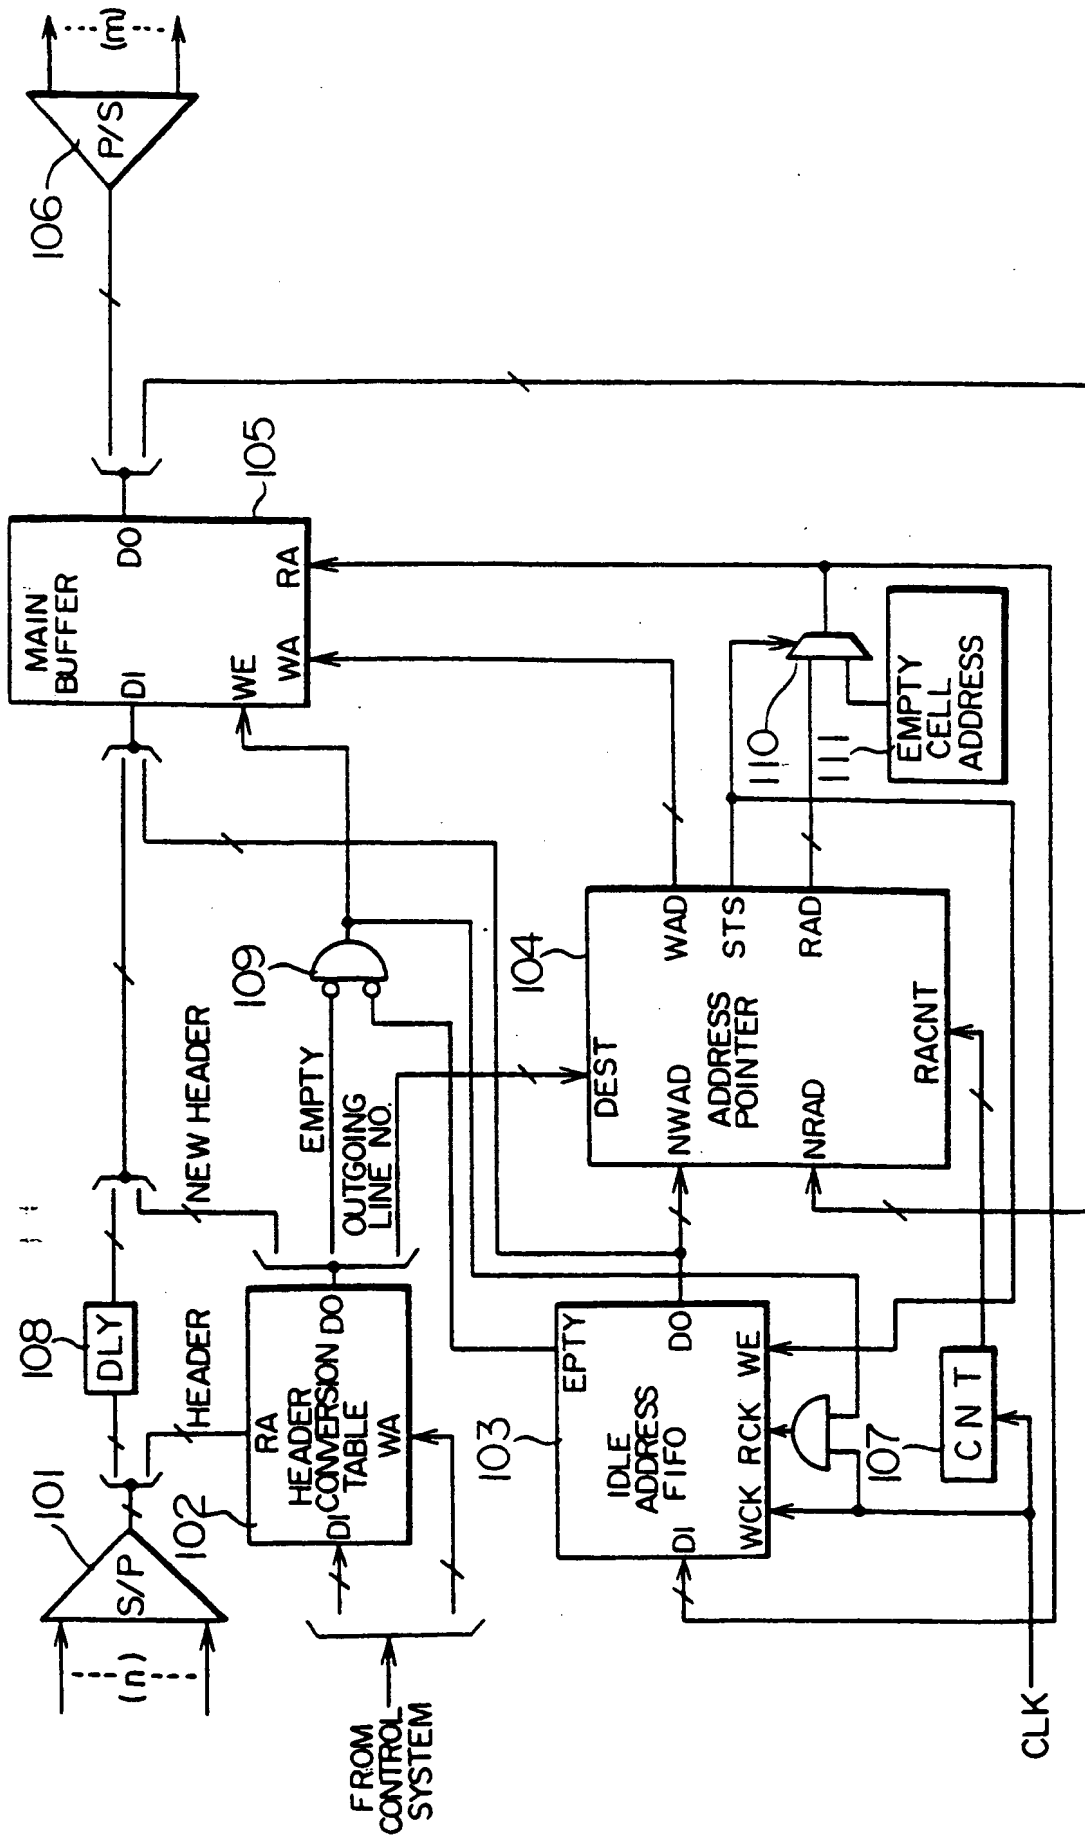 (n)
S/P
101
HEADER
108
DLY
NEW HEADER
FROM
CONTROL
SYSTEM
102
RA
DI
HEADER
CONVERSION
TABLE
DO
WA
EMPTY
OUTGOING
LINE NO.
109
MAIN
BUFFER
DI
DO
WE
WA
RA
105
106
P/S
(m)
103
EPTY
IDLE
ADDRESS
FIFO
DI
DO
WCK
RCK
WE
104
DEST
NWAD
ADDRESS
POINTER
NRAD
RACNT
WAD
STS
RAD
110
111
EMPTY
CELL
ADDRESS
107
CNT
CLK